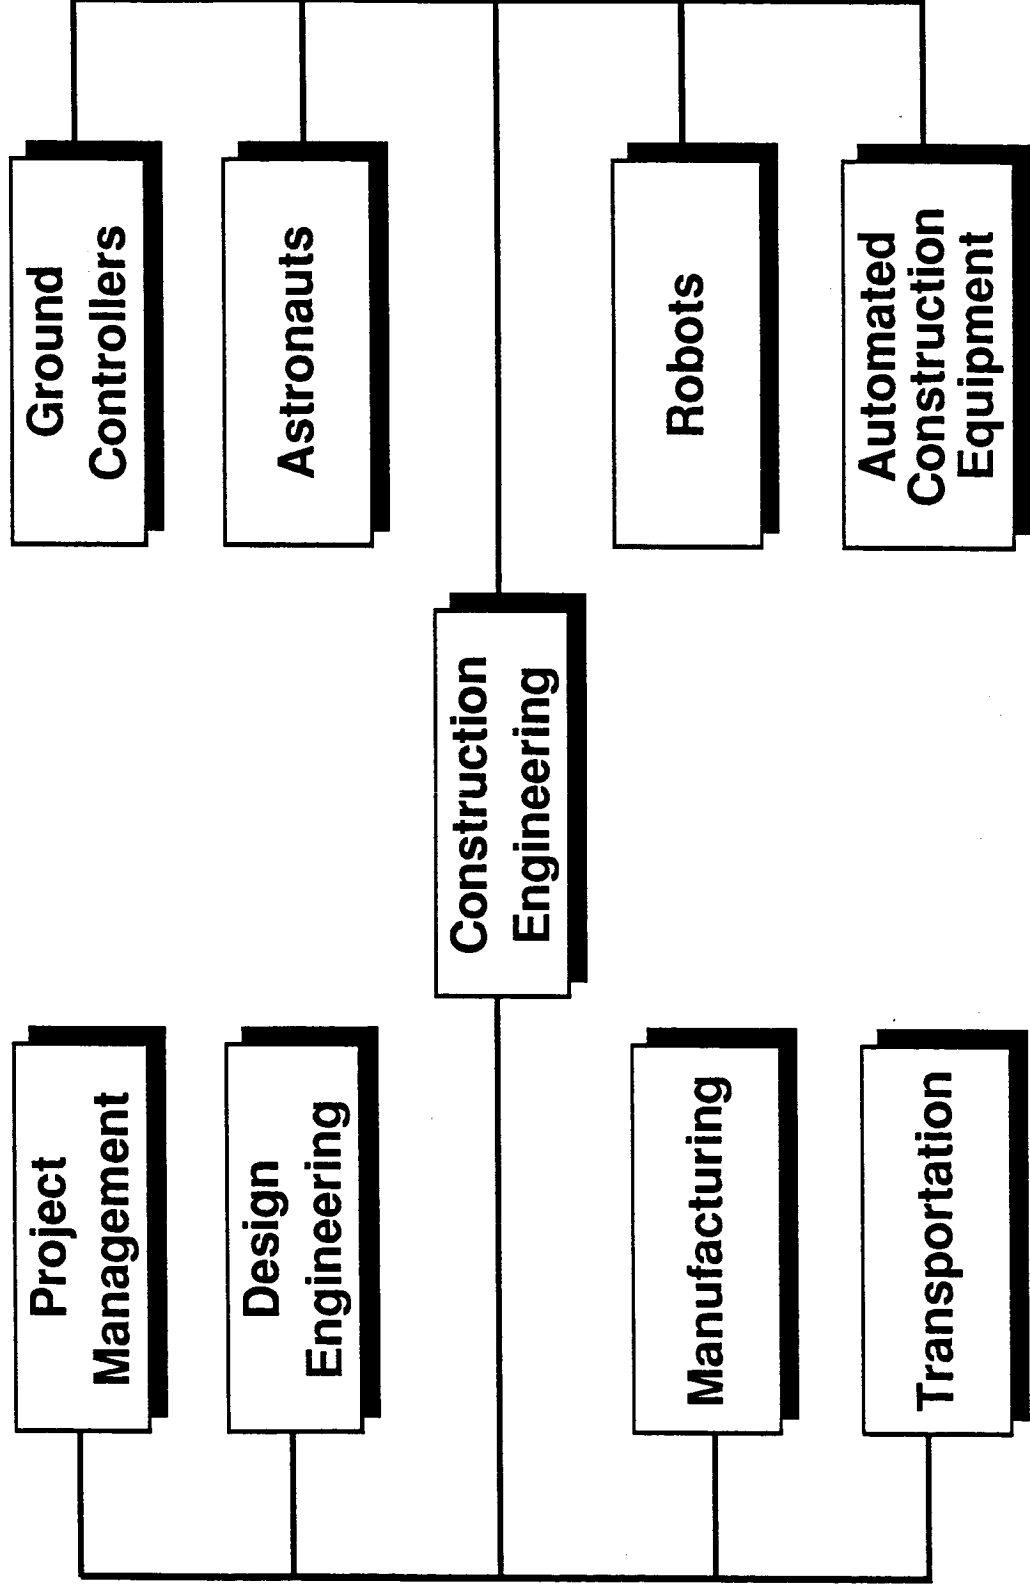 Project
Management
Design
Engineering
Manufacturing
Transportation
Construction
Engineering
Ground
Controllers
Astronauts
Robots
Automated
Construction
Equipment